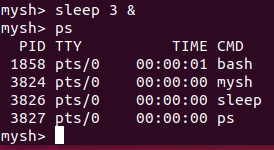 mysh> sleep 3 &
mysh> ps
  PID TTY          TIME CMD
 1858 pts/0    00:00:01 bash
 3824 pts/0    00:00:00 mysh
 3826 pts/0    00:00:00 sleep
 3827 pts/0    00:00:00 ps
mysh>